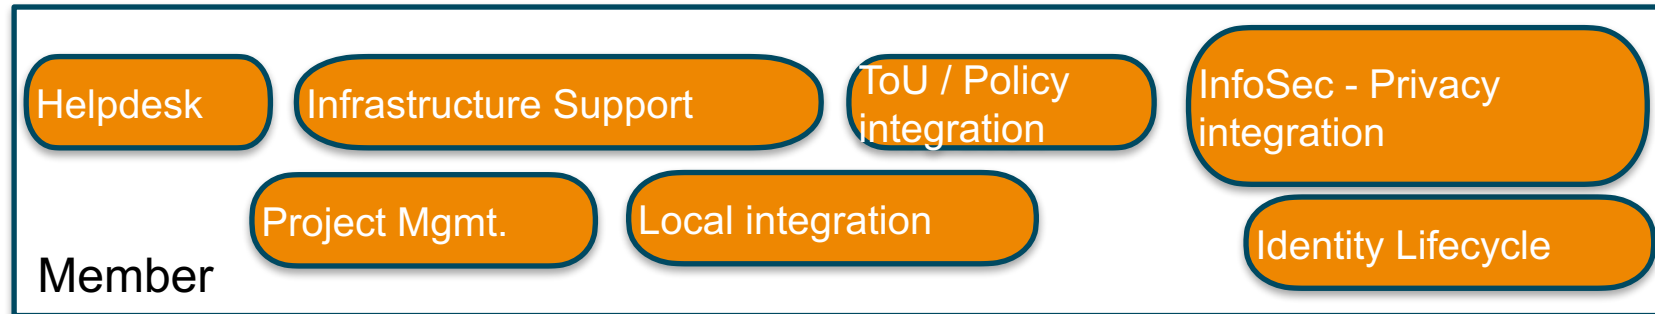 Helpdesk
Infrastructure Support
ToU / Policy
integration
InfoSec - Privacy
integration
Project Mgmt.
Local integration
Identity Lifecycle
Member